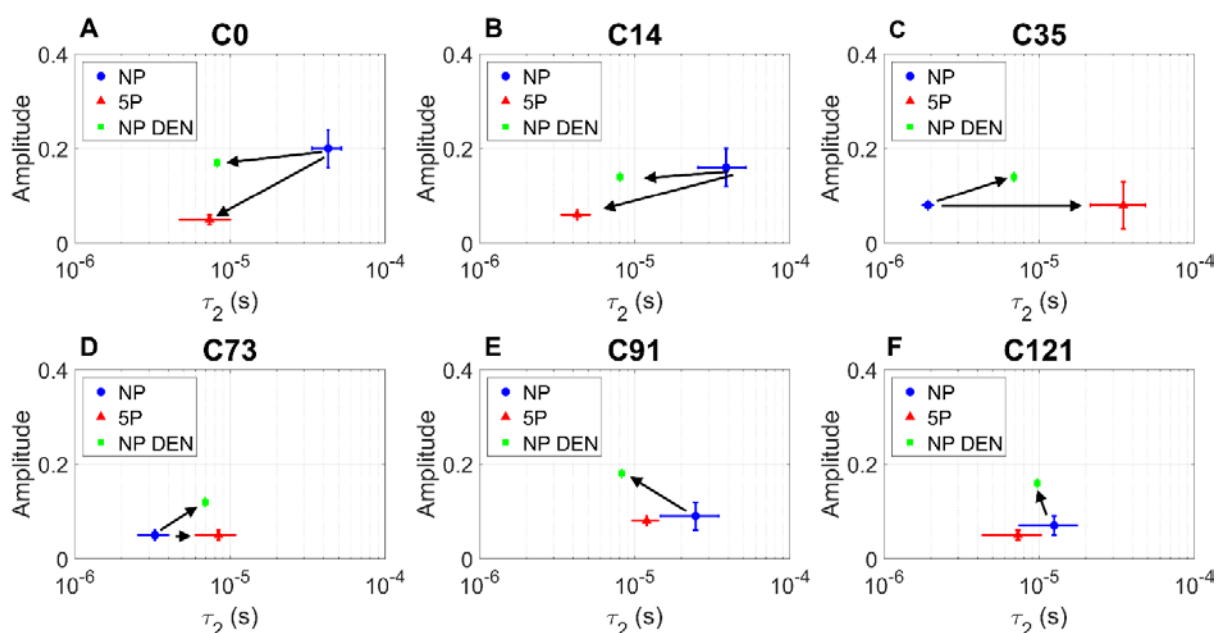 A C0
0.4
NP
5P
NP DEN
0.2
0
Amplitude
10⁻⁶ 10⁻⁵ 10⁻⁴
τ₂ (s)
B C14
0.4
NP
5P
NP DEN
0.2
0
Amplitude
10⁻⁶ 10⁻⁵ 10⁻⁴
τ₂ (s)
C C35
0.4
NP
5P
NP DEN
0.2
0
Amplitude
10⁻⁶ 10⁻⁵ 10⁻⁴
τ₂ (s)
D C73
0.4
NP
5P
NP DEN
0.2
0
Amplitude
10⁻⁶ 10⁻⁵ 10⁻⁴
τ₂ (s)
E C91
0.4
NP
5P
NP DEN
0.2
0
Amplitude
10⁻⁶ 10⁻⁵ 10⁻⁴
τ₂ (s)
F C121
0.4
NP
5P
NP DEN
0.2
0
Amplitude
10⁻⁶ 10⁻⁵ 10⁻⁴
τ₂ (s)